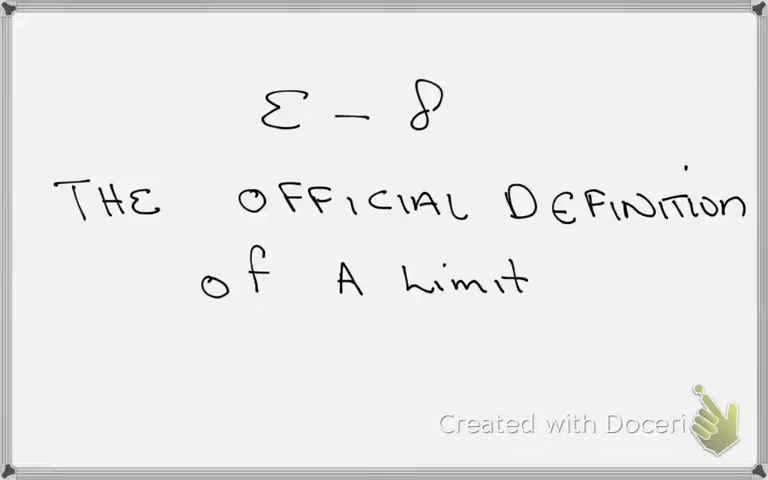 ε - δ
THE OFFICIAL DEFINITION
of A Limit
Created with Doceri